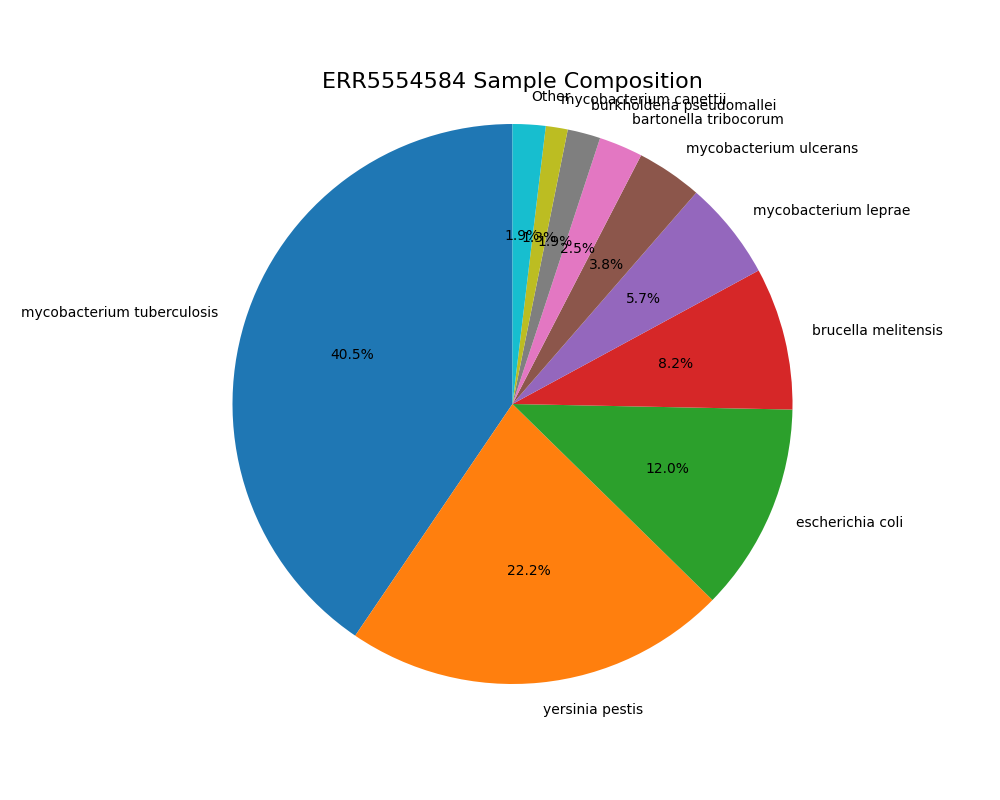 ERR5554584 Sample Composition
Other
mycobacterium canettii
burkholderia pseudomallei
bartonella tribocorum
mycobacterium ulcerans
mycobacterium leprae
brucella melitensis
escherichia coli
yersinia pestis
mycobacterium tuberculosis
1.9%
1.3%
1.9%
2.5%
3.8%
5.7%
8.2%
12.0%
22.2%
40.5%